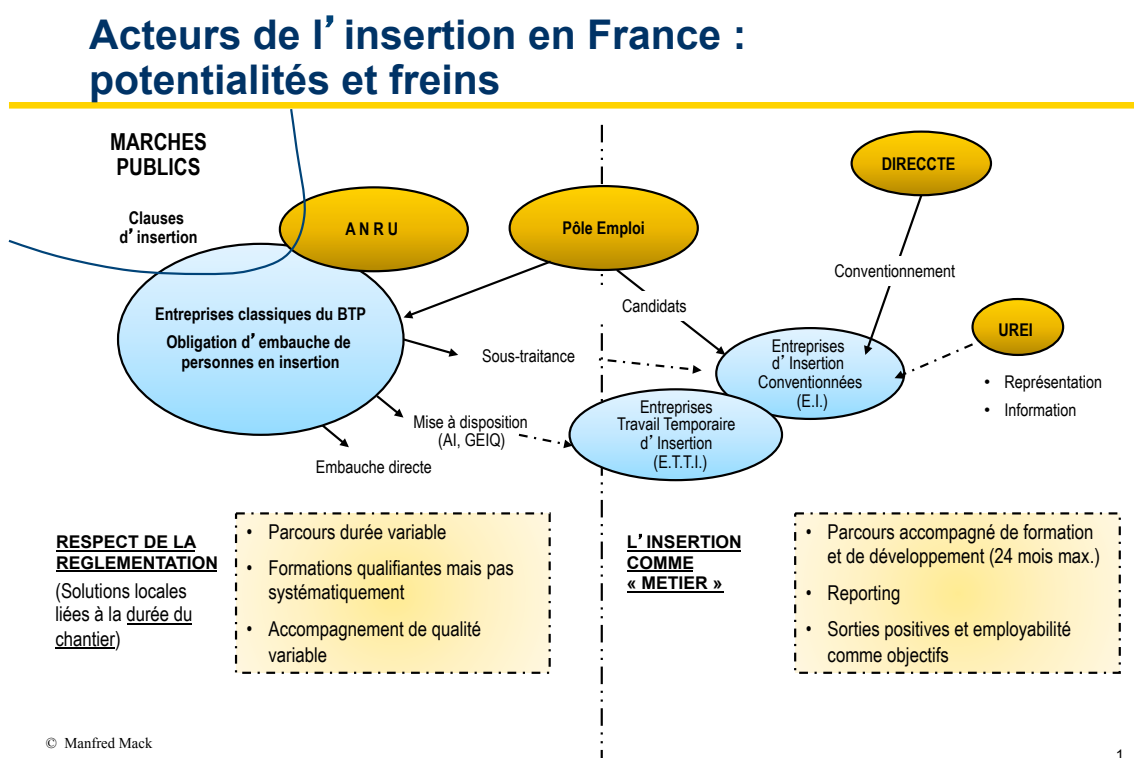 Acteurs de l’insertion en France :
potentialités et freins
MARCHES
PUBLICS
Clauses
d’insertion
A N R U
Pôle Emploi
DIRECCTE
Conventionnement
Candidats
UREI
Entreprises classiques du BTP
Obligation d’embauche de
personnes en insertion
Sous-traitance
Entreprises
d’Insertion
Conventionnées
(E.I.)
• Représentation
• Information
Mise à disposition
(AI, GEIQ)
Entreprises
Travail Temporaire
d’Insertion
(E.T.T.I.)
Embauche directe
RESPECT DE LA
REGLEMENTATION
(Solutions locales
liées à la durée du
chantier)
• Parcours durée variable
• Formations qualifiantes mais pas
systématiquement
• Accompagnement de qualité
variable
L’INSERTION
COMME
« METIER »
• Parcours accompagné de formation
et de développement (24 mois max.)
• Reporting
• Sorties positives et employabilité
comme objectifs
© Manfred Mack
1